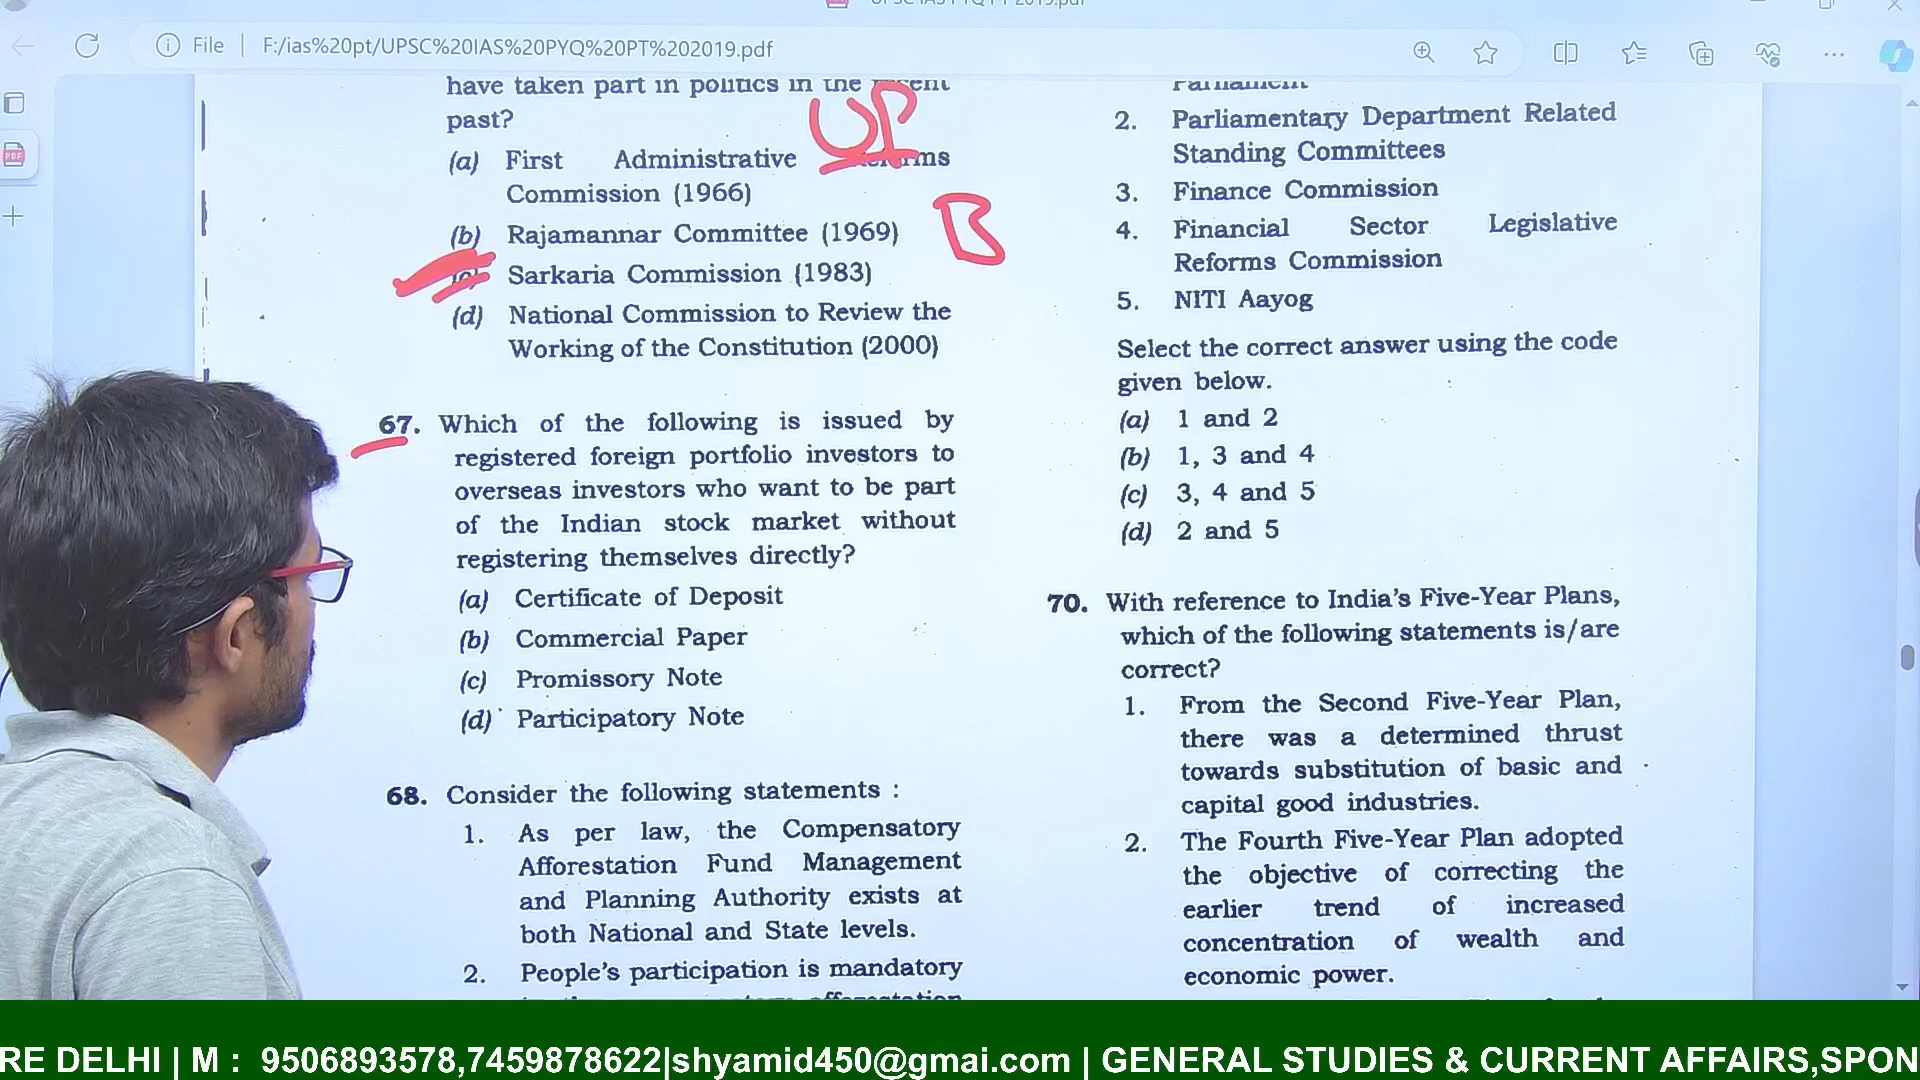 File
F:/ias%20pt/UPSC%20IAS%20PYQ%20PT%202019.pdf
have taken part in politics in the
past?
UP
(a) First Administrative
Commission (1966)
(b) Rajamannar Committee (1969)
B
Sarkaria Commission (1983)
(d) National Commission to Review the
Working of the Constitution (2000)
67. Which of the following is issued by
registered foreign portfolio investors to
overseas investors who want to be part
of the Indian stock market without
registering themselves directly?
(a) Certificate of Deposit
(b) Commercial Paper
(c) Promissory Note
(d) Participatory Note
68. Consider the following statements :
1. As per law, the Compensatory
Afforestation Fund Management
and Planning Authority exists at
both National and State levels.
2. People's participation is mandatory
Parliament
2. Parliamentary Department Related
Standing Committees
3. Finance Commission
4. Financial Sector Legislative
Reforms Commission
5. NITI Aayog
Select the correct answer using the code
given below.
(a) 1 and 2
(b) 1, 3 and 4
(c) 3, 4 and 5
(d) 2 and 5
70. With reference to India's Five-Year Plans,
which of the following statements is/are
correct?
1. From the Second Five-Year Plan,
there was a determined thrust
towards substitution of basic and
capital good industries.
2. The Fourth Five-Year Plan adopted
the objective of correcting the
earlier trend of increased
concentration of wealth and
economic power.
RE DELHI | M : 9506893578,7459878622|shyamid450@gmai.com | GENERAL STUDIES & CURRENT AFFAIRS,SPON